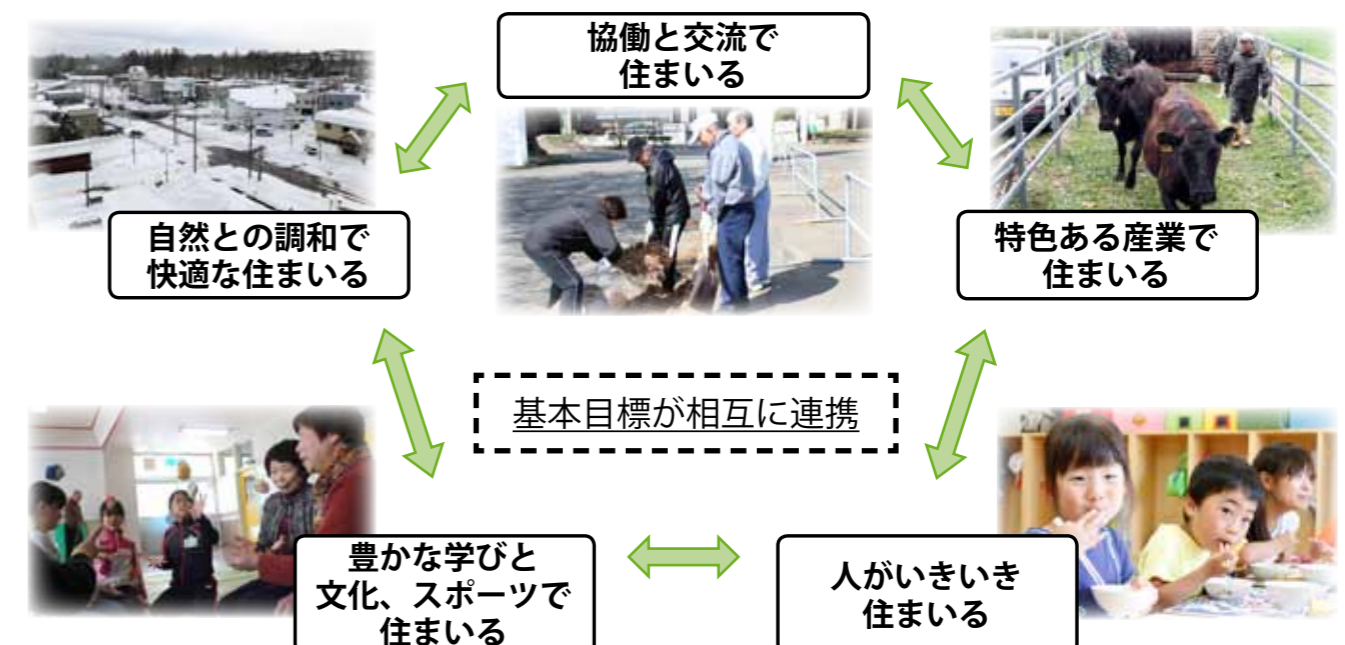 協働と交流で
住まいる
自然との調和で
快適な住まいる
特色ある産業で
住まいる
基本目標が相互に連携
豊かな学びと
文化、スポーツで
住まいる
人がいきいき
住まいる